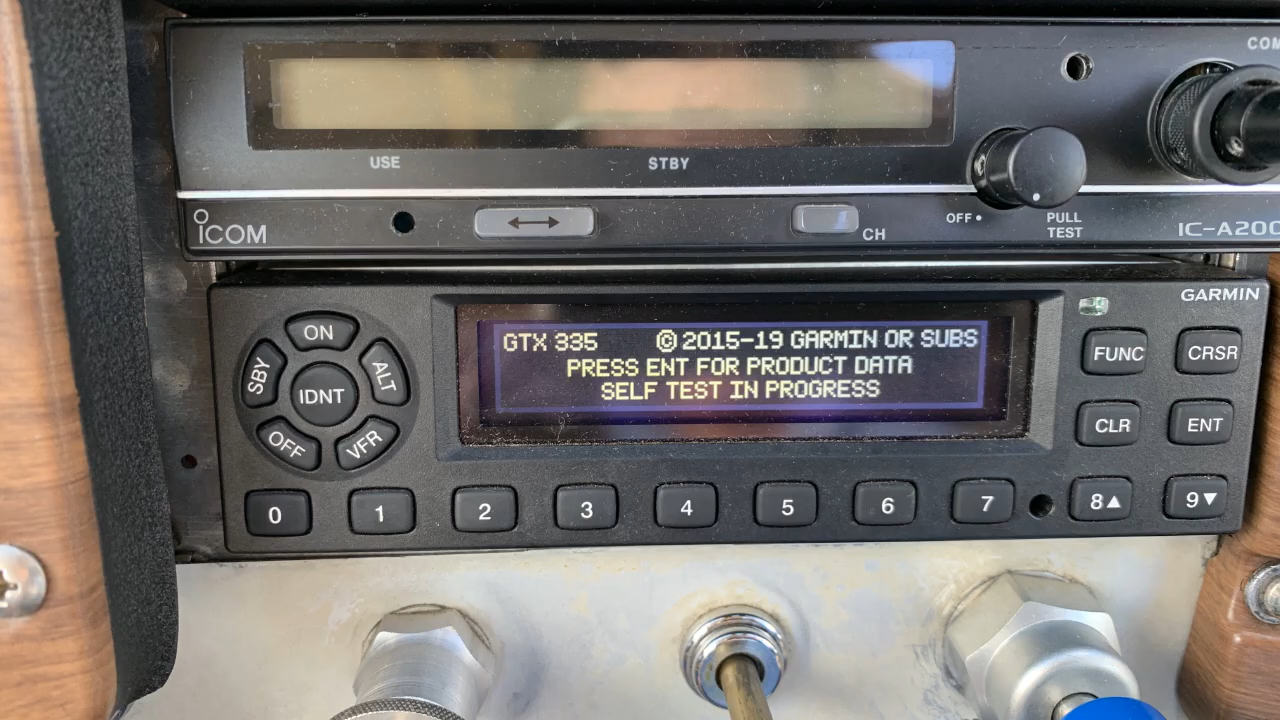 COM
USE STBY
OFF PULL TEST
ICOM CH IC-A200
GARMIN
ON
SBY ALT
IDNT
OFF VFR
GTX 335 © 2015-19 GARMIN OR SUBS
PRESS ENT FOR PRODUCT DATA
SELF TEST IN PROGRESS
FUNC CRSR
CLR ENT
0 1 2 3 4 5 6 7 8▲ 9▼